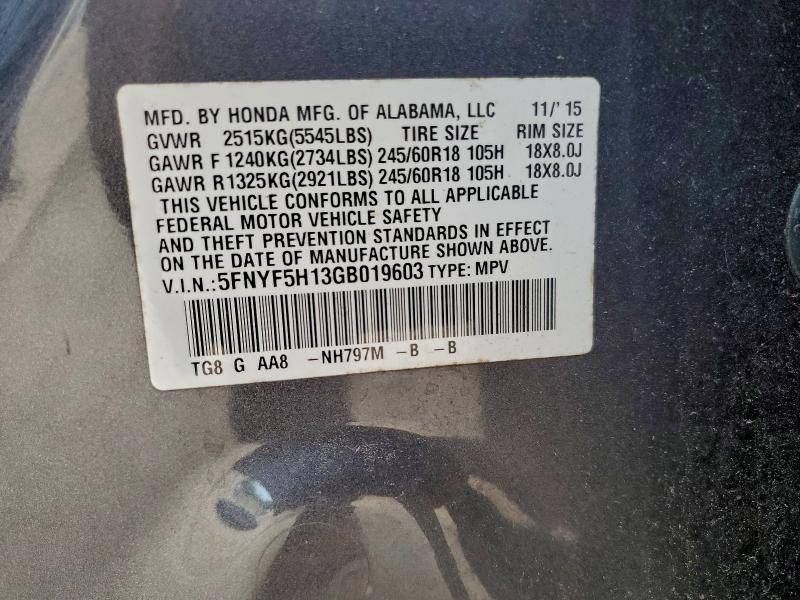 MFD. BY HONDA MFG. OF ALABAMA, LLC 11/'15
GVWR 2515KG(5545LBS) TIRE SIZE RIM SIZE
GAWR F 1240KG(2734LBS) 245/60R18 105H 18X8.0J
GAWR R1325KG(2921LBS) 245/60R18 105H 18X8.0J
THIS VEHICLE CONFORMS TO ALL APPLICABLE
FEDERAL MOTOR VEHICLE SAFETY
AND THEFT PREVENTION STANDARDS IN EFFECT
ON THE DATE OF MANUFACTURE SHOWN ABOVE.
V.I.N.:5FNYF5H13GB019603 TYPE: MPV
TG8 G AA8 -NH797M -B -B